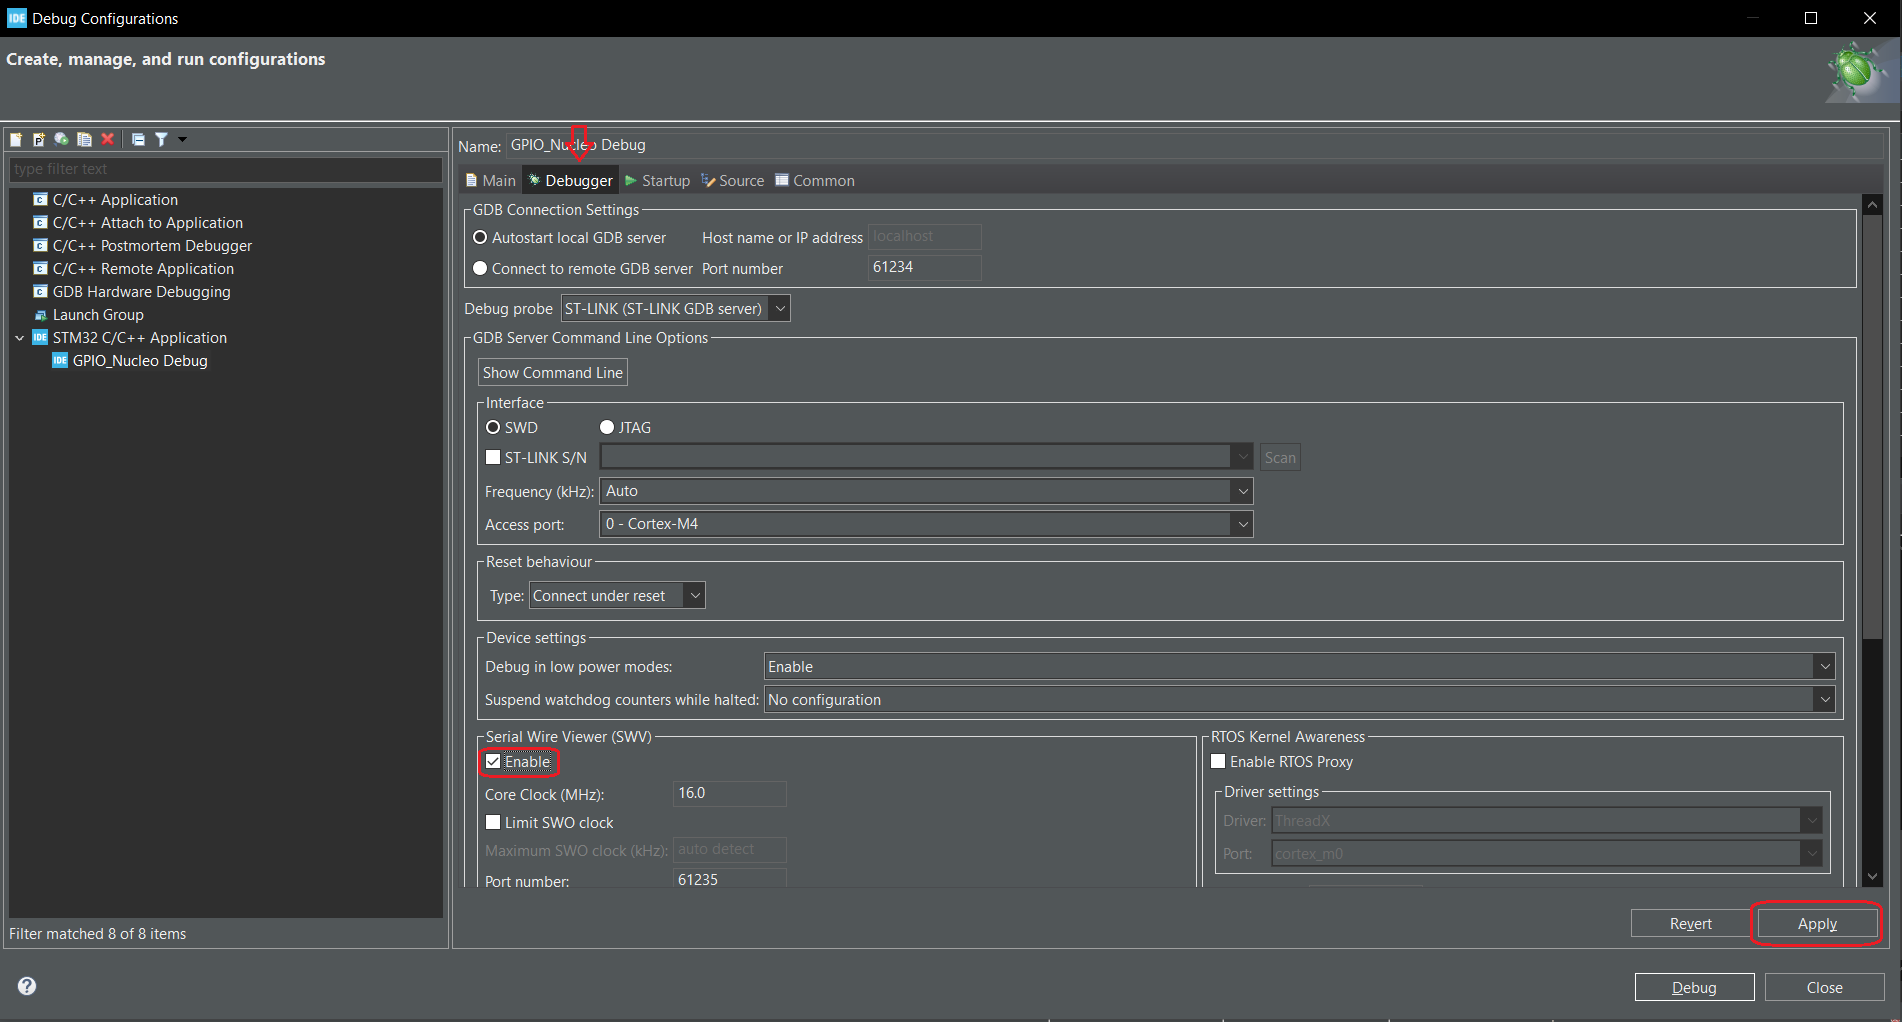 IDE Debug Configurations
Create, manage, and run configurations
type filter text
C/C++ Application
C/C++ Attach to Application
C/C++ Postmortem Debugger
C/C++ Remote Application
GDB Hardware Debugging
Launch Group
IDE STM32 C/C++ Application
IDE GPIO_Nucleo Debug
Filter matched 8 of 8 items
Name: GPIO_Nucleo Debug
Main Debugger Startup Source Common
GDB Connection Settings
Autostart local GDB server Host name or IP address localhost
Connect to remote GDB server Port number 61234
Debug probe ST-LINK (ST-LINK GDB server)
GDB Server Command Line Options
Show Command Line
Interface
SWD JTAG
ST-LINK S/N Scan
Frequency (kHz): Auto
Access port: 0 - Cortex-M4
Reset behaviour
Type: Connect under reset
Device settings
Debug in low power modes: Enable
Suspend watchdog counters while halted: No configuration
Serial Wire Viewer (SWV)
Enable
Core Clock (MHz): 16.0
Limit SWO clock
Maximum SWO clock (kHz): auto detect
Port number: 61235
RTOS Kernel Awareness
Enable RTOS Proxy
Driver settings
Driver: ThreadX
Port: cortex_m0
Revert Apply
? Debug Close